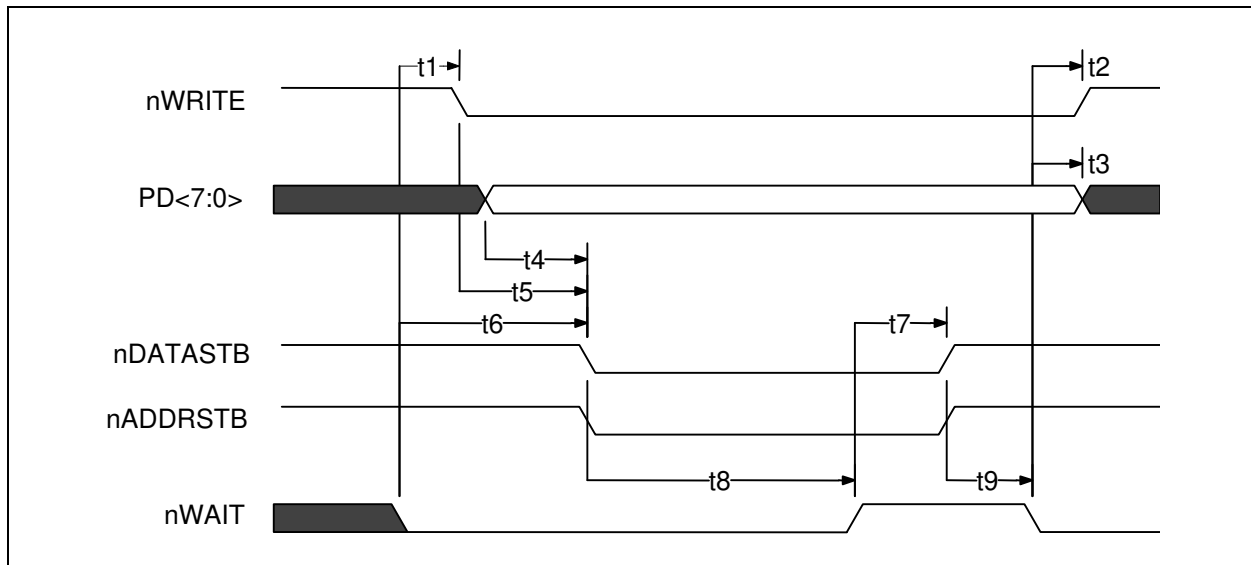 t1
t2
nWRITE
t3
PD<7:0>
t4
t5
t6
t7
nDATASTB
nADDRSTB
t8
t9
nWAIT